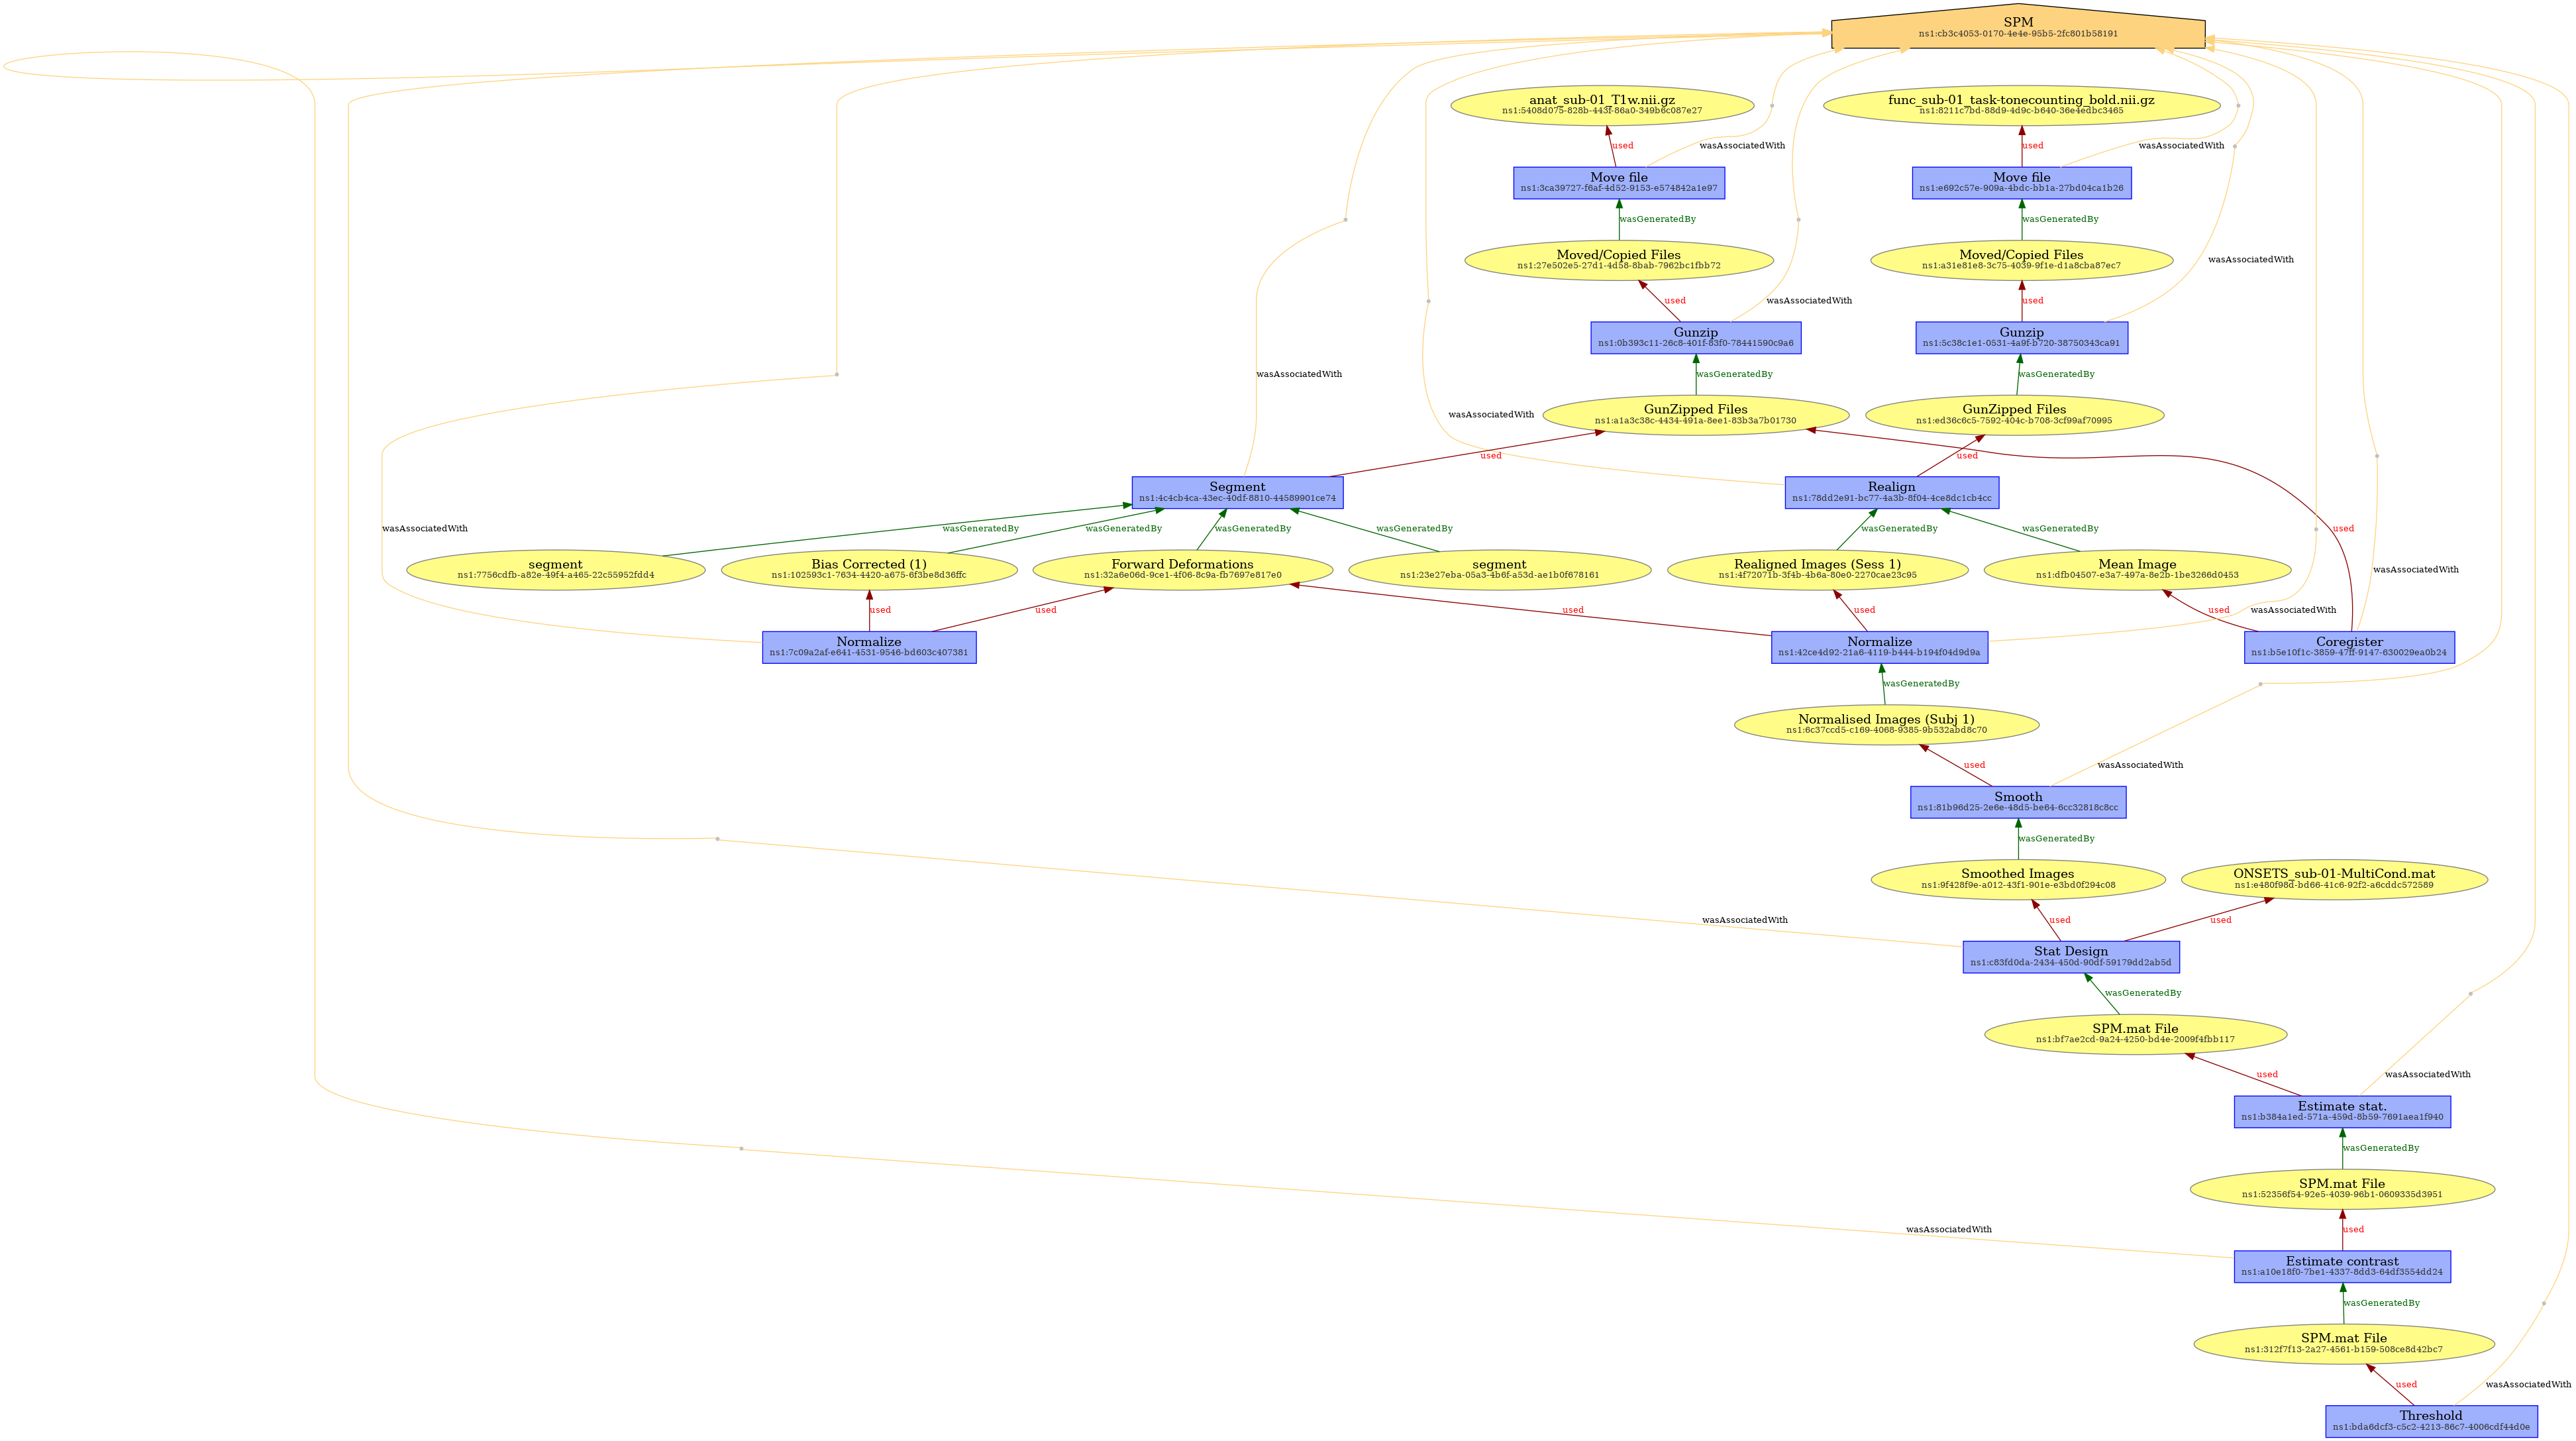 SPM
ns1:cb3c4053-0170-4e4e-95b5-2fc801b58191
anat_sub-01_T1w.nii.gz
ns1:5408d075-828b-443f-86a0-349b6c087e27
func_sub-01_task-tonecounting_bold.nii.gz
ns1:8211c7bd-88d9-4d9c-b640-36e4edbc3465
used
wasAssociatedWith
used
wasAssociatedWith
Move file
ns1:3ca39727-f6af-4d52-9153-e574842a1e97
Move file
ns1:e692c57e-909a-4bdc-bb1a-27bd04ca1b26
wasGeneratedBy
wasGeneratedBy
Moved/Copied Files
ns1:27e502e5-27d1-4d58-8bab-7962bc1fbb72
Moved/Copied Files
ns1:a31e81e8-3c75-4039-9f1e-d1a8cba87ec7
wasAssociatedWith
used
wasAssociatedWith
used
Gunzip
ns1:0b393c11-26c8-401f-83f0-78441590c9a6
Gunzip
ns1:5c38c1e1-0531-4a9f-b720-38750343ca91
wasAssociatedWith
wasGeneratedBy
wasGeneratedBy
GunZipped Files
ns1:a1a3c38c-4434-491a-8ee1-83b3a7b01730
GunZipped Files
ns1:ed36c6c5-7592-404c-b708-3cf99af70995
wasAssociatedWith
used
used
Segment
ns1:4c4cb4ca-43ec-40df-8810-44589901ce74
Realign
ns1:78dd2e91-bc77-4a3b-8f04-4ce8dc1cb4cc
wasAssociatedWith
wasGeneratedBy
wasGeneratedBy
wasGeneratedBy
wasGeneratedBy
wasGeneratedBy
wasGeneratedBy
used
segment
ns1:7756cdfb-a82e-49f4-a465-22c55952fdd4
Bias Corrected (1)
ns1:102593c1-7634-4420-a675-6f3be8d36ffc
Forward Deformations
ns1:32a6e06d-9ce1-4f06-8c9a-fb7697e817e0
segment
ns1:23e27eba-05a3-4b6f-a53d-ae1b0f678161
Realigned Images (Sess 1)
ns1:4f72071b-3f4b-4b6a-80e0-2270cae23c95
Mean Image
ns1:dfb04507-e3a7-497a-8e2b-1be3266d0453
wasAssociatedWith
used
used
used
used
used
wasAssociatedWith
Normalize
ns1:7c09a2af-e641-4531-9546-bd603c407381
Normalize
ns1:42ce4d92-21a6-4119-b444-b194f04d9d9a
Coregister
ns1:b5e10f1c-3859-47ff-9147-630029ea0b24
wasGeneratedBy
Normalised Images (Subj 1)
ns1:6c37ccd5-c169-4068-9385-9b532abd8c70
used
wasAssociatedWith
Smooth
ns1:81b96d25-2e6e-48d5-be64-6cc32818c8cc
wasGeneratedBy
Smoothed Images
ns1:9f428f9e-a012-43f1-901e-e3bd0f294c08
ONSETS_sub-01-MultiCond.mat
ns1:e480f98d-bd66-41c6-92f2-a6cddc572589
wasAssociatedWith
used
used
Stat Design
ns1:c83fd0da-2434-450d-90df-59179dd2ab5d
wasGeneratedBy
SPM.mat File
ns1:bf7ae2cd-9a24-4250-bd4e-2009f4fbb117
used
wasAssociatedWith
Estimate stat.
ns1:b384a1ed-571a-459d-8b59-7691aea1f940
wasGeneratedBy
SPM.mat File
ns1:52356f54-92e5-4039-96b1-0609335d3951
wasAssociatedWith
used
Estimate contrast
ns1:a10e18f0-7be1-4337-8dd3-64df3554dd24
wasGeneratedBy
SPM.mat File
ns1:312f7f13-2a27-4561-b159-508ce8d42bc7
used
wasAssociatedWith
Threshold
ns1:bda6dcf3-c5c2-4213-86c7-4006cdf44d0e